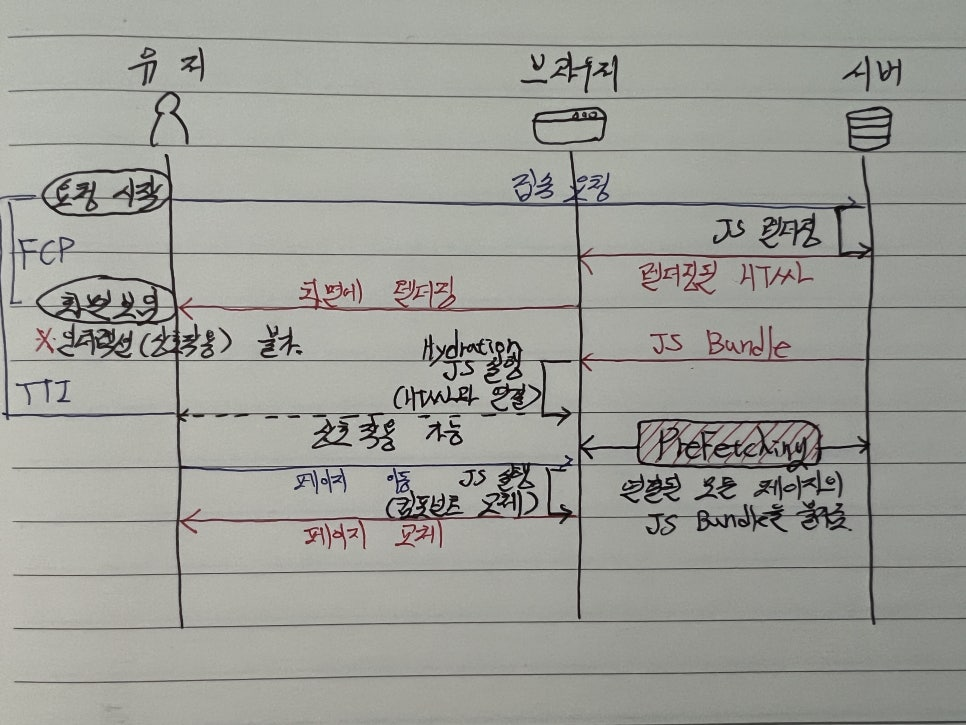 유저
브라우저
서버
요청 시작
접속 요청
JS 렌더링
FCP
렌더링된 HTML
화면에 렌더링
화면보임
※인터렉션(상호작용) 불가.
JS Bundle
Hydration
JS 실행
(HTML과 연결)
TTI
상호작용 가능
PreFetching
페이지 이동
JS 실행
(컴포넌트 교체)
연결된 모든 페이지의
JS Bundle을 불러옴
페이지 교체